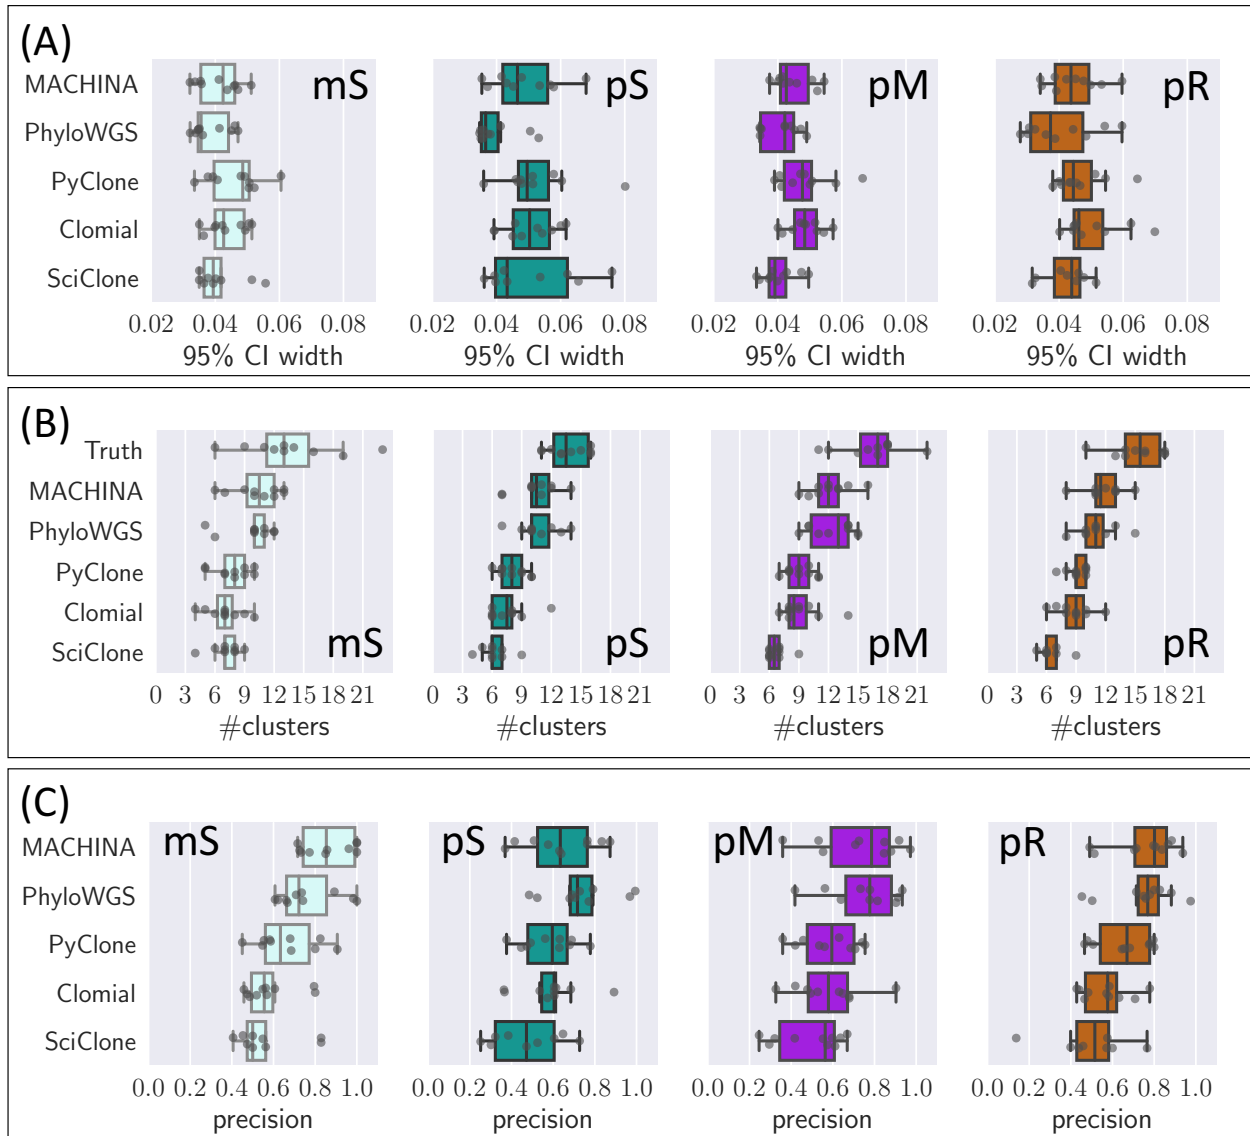 (A)
mS pS pM pR
MACHINA
PhyloWGS
PyClone
Clomial
SciClone
0.02 0.04 0.06 0.08 0.02 0.04 0.06 0.08 0.02 0.04 0.06 0.08 0.02 0.04 0.06 0.08
95% CI width 95% CI width 95% CI width 95% CI width
(B)
Truth
MACHINA
PhyloWGS
PyClone
Clomial
SciClone
mS pS pM pR
0 3 6 9 12 15 18 21 0 3 6 9 12 15 18 21 0 3 6 9 12 15 18 21 0 3 6 9 12 15 18 21
#clusters #clusters #clusters #clusters
(C)
mS pS pM pR
MACHINA
PhyloWGS
PyClone
Clomial
SciClone
0.0 0.2 0.4 0.6 0.8 1.0 0.0 0.2 0.4 0.6 0.8 1.0 0.0 0.2 0.4 0.6 0.8 1.0 0.0 0.2 0.4 0.6 0.8 1.0
precision precision precision precision